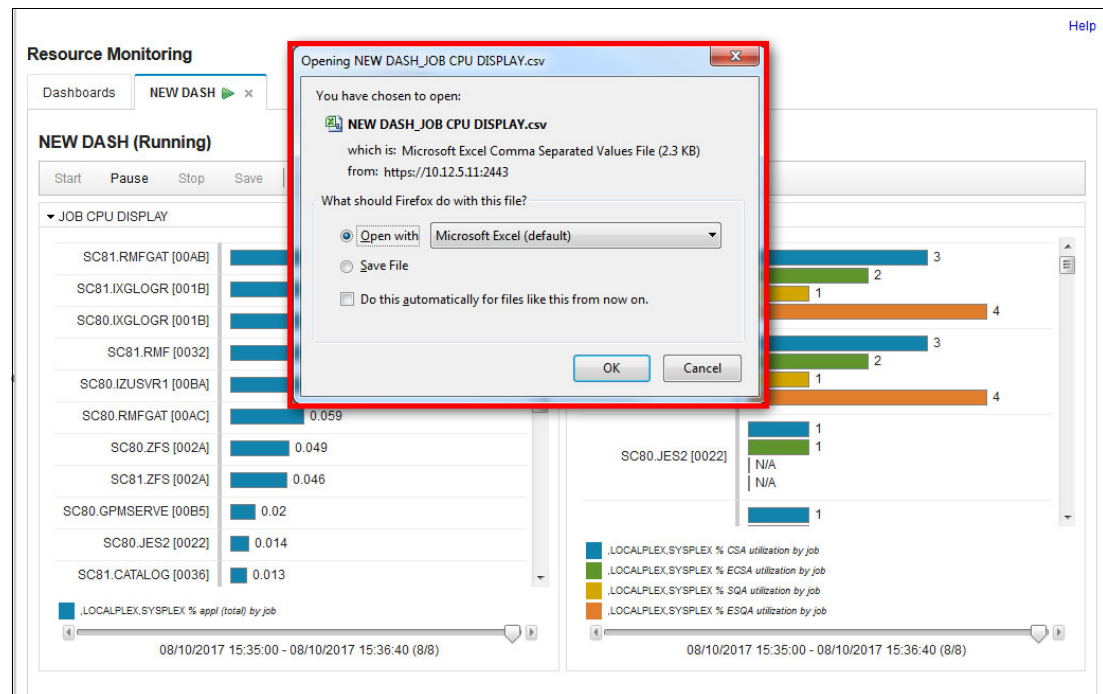 Help
Resource Monitoring
Dashboards
NEW DASH
NEW DASH (Running)
Start Pause Stop Save
JOB CPU DISPLAY
SC81.RMFGAT [00AB]
SC81.IXGLOGR [001B]
SC80.IXGLOGR [001B]
SC81.RMF [0032]
SC80.IZUSVR1 [00BA]
SC80.RMFGAT [00AC] 0.059
SC80.ZFS [002A] 0.049
SC81.ZFS [002A] 0.046
SC80.GPMSERVE [00B5] 0.02
SC80.JES2 [0022] 0.014
SC81.CATALOG [0036] 0.013
,LOCALPLEX,SYSPLEX % appl (total) by job
08/10/2017 15:35:00 - 08/10/2017 15:36:40 (8/8)
Opening NEW DASH_JOB CPU DISPLAY.csv
You have chosen to open:
NEW DASH_JOB CPU DISPLAY.csv
which is: Microsoft Excel Comma Separated Values File (2.3 KB)
from: https://10.12.5.11:2443
What should Firefox do with this file?
Open with Microsoft Excel (default)
Save File
Do this automatically for files like this from now on.
OK Cancel
3
2
1
4
3
2
1
4
SC80.JES2 [0022]
1
1
N/A
N/A
1
,LOCALPLEX,SYSPLEX % CSA utilization by job
,LOCALPLEX,SYSPLEX % ECSA utilization by job
,LOCALPLEX,SYSPLEX % SQA utilization by job
,LOCALPLEX,SYSPLEX % ESQA utilization by job
08/10/2017 15:35:00 - 08/10/2017 15:36:40 (8/8)